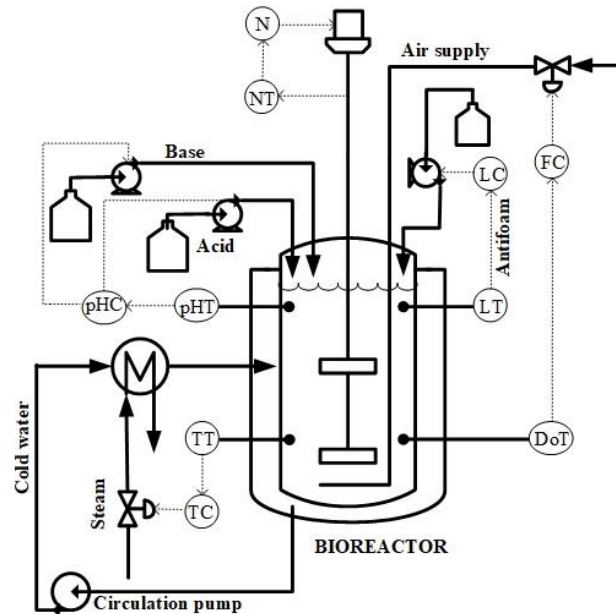 N
Air supply
NT
Base
LC
FC
Acid
Antifoam
pHC
pHT
LT
Cold water
TT
DoT
Steam
TC
BIOREACTOR
Circulation pump